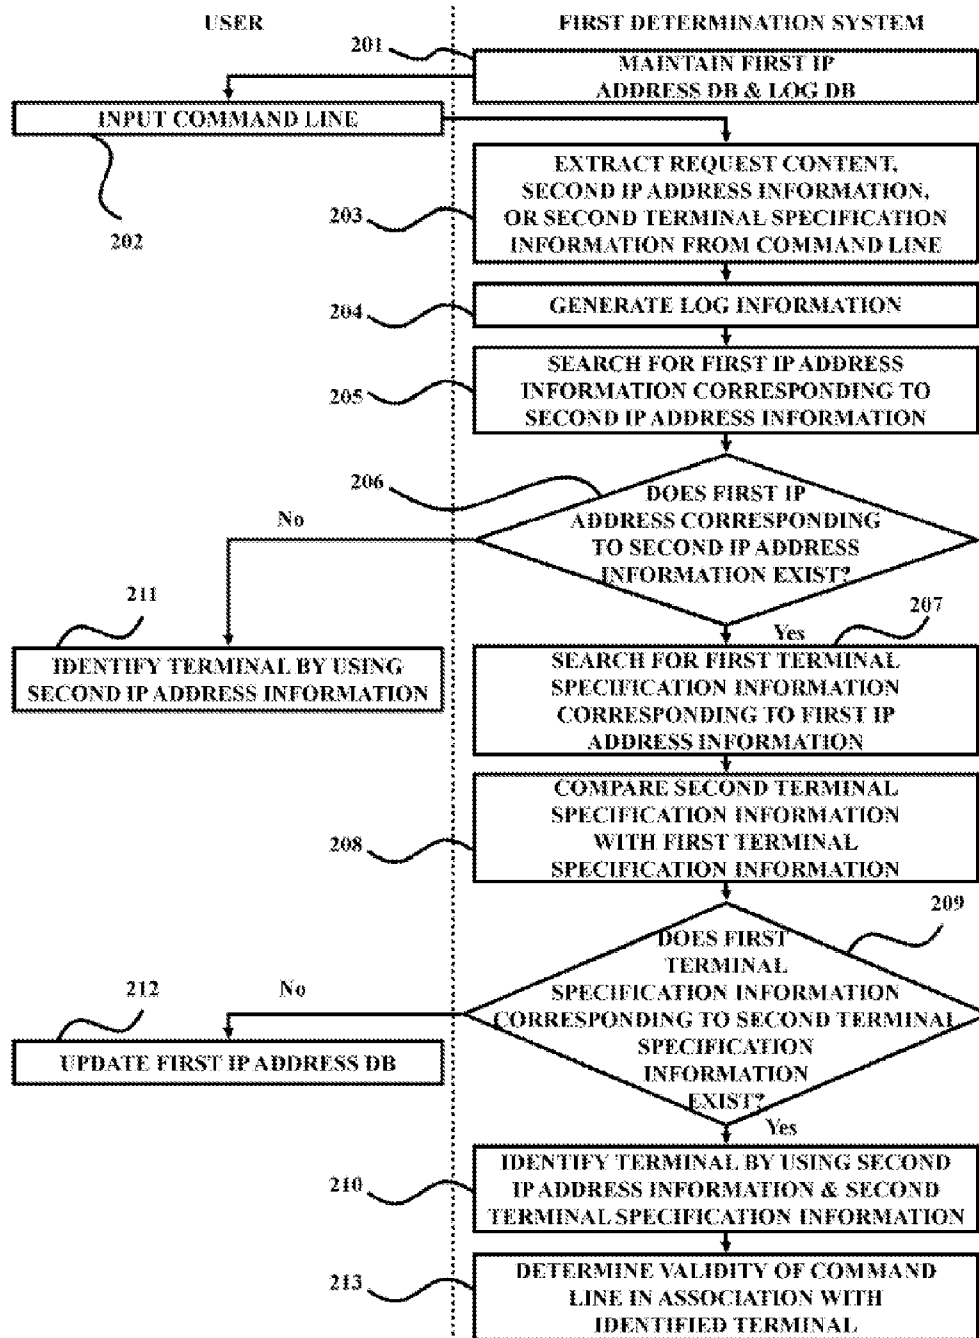 USER
FIRST DETERMINATION SYSTEM
201
MAINTAIN FIRST IP
ADDRESS DB & LOG DB
INPUT COMMAND LINE
202
EXTRACT REQUEST CONTENT,
SECOND IP ADDRESS INFORMATION,
OR SECOND TERMINAL SPECIFICATION
INFORMATION FROM COMMAND LINE
203
GENERATE LOG INFORMATION
204
SEARCH FOR FIRST IP ADDRESS
INFORMATION CORRESPONDING TO
SECOND IP ADDRESS INFORMATION
205
206
DOES FIRST IP
ADDRESS CORRESPONDING
TO SECOND IP ADDRESS
INFORMATION EXIST?
No
Yes
211
IDENTIFY TERMINAL BY USING
SECOND IP ADDRESS INFORMATION
207
SEARCH FOR FIRST TERMINAL
SPECIFICATION INFORMATION
CORRESPONDING TO FIRST IP
ADDRESS INFORMATION
COMPARE SECOND TERMINAL
SPECIFICATION INFORMATION
WITH FIRST TERMINAL
SPECIFICATION INFORMATION
208
209
DOES FIRST
TERMINAL
SPECIFICATION INFORMATION
CORRESPONDING TO SECOND TERMINAL
SPECIFICATION
INFORMATION
EXIST?
No
Yes
212
UPDATE FIRST IP ADDRESS DB
IDENTIFY TERMINAL BY USING SECOND
IP ADDRESS INFORMATION & SECOND
TERMINAL SPECIFICATION INFORMATION
210
DETERMINE VALIDITY OF COMMAND
LINE IN ASSOCIATION WITH
IDENTIFIED TERMINAL
213